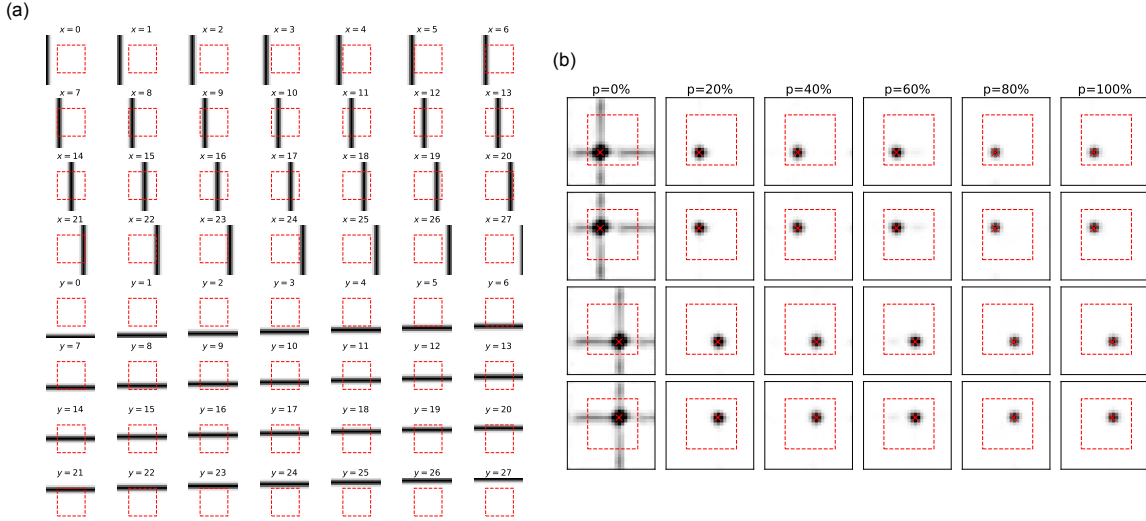 (a)
x=0 x=1 x=2 x=3 x=4 x=5 x=6
x=7 x=8 x=9 x=10 x=11 x=12 x=13
x=14 x=15 x=16 x=17 x=18 x=19 x=20
x=21 x=22 x=23 x=24 x=25 x=26 x=27
y=0 y=1 y=2 y=3 y=4 y=5 y=6
y=7 y=8 y=9 y=10 y=11 y=12 y=13
y=14 y=15 y=16 y=17 y=18 y=19 y=20
y=21 y=22 y=23 y=24 y=25 y=26 y=27
(b)
p=0% p=20% p=40% p=60% p=80% p=100%